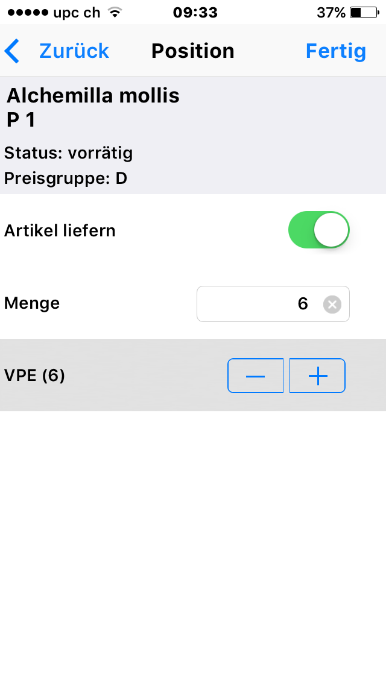 upc ch 09:33 37%
Zurück Position Fertig
Alchemilla mollis
P 1
Status: vorrätig
Preisgruppe: D
Artikel liefern
Menge 6
VPE (6) — +